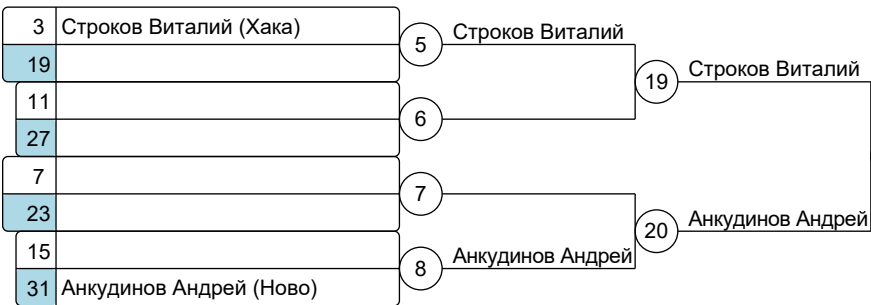 3 Строков Виталий (Хака)
5 Строков Виталий
19
19 Строков Виталий
11
6
27
7
7
23
20 Анкудинов Андрей
15
8 Анкудинов Андрей
31 Анкудинов Андрей (Ново)